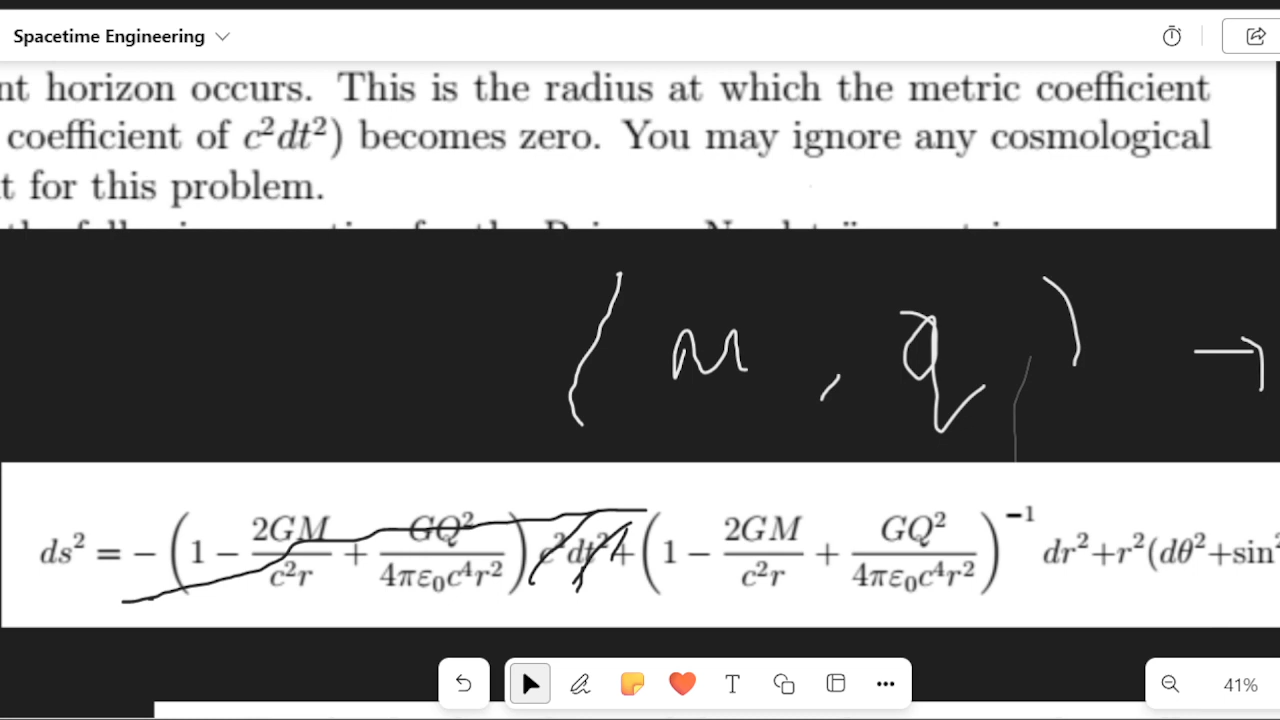 Spacetime Engineering
nt horizon occurs. This is the radius at which the metric coefficient
coefficient of c²dt²) becomes zero. You may ignore any cosmological
t for this problem.
(m, q) →
ds² = −(1 − 2GM/c²r + GQ²/4πε₀c⁴r²) c²dt² + (1 − 2GM/c²r + GQ²/4πε₀c⁴r²)⁻¹ dr²+r²(dθ²+sin²
T
41%